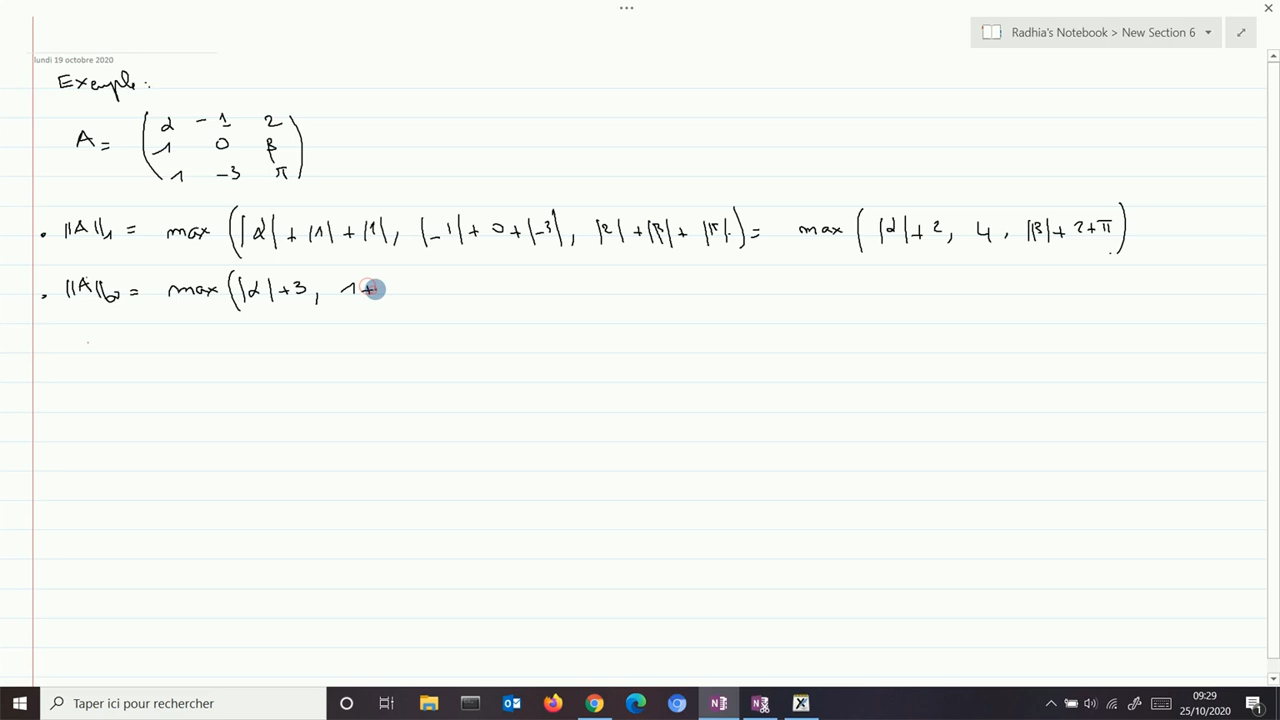 Radhia's Notebook > New Section 6
lundi 19 octobre 2020
Exemple:
A = ( α -1 2
1 0 β
1 -3 π )
. ||A||₁ = max ( |α| + |1| + |1|, |-1| + 0 + |-3|, |2| + |β| + |π| ) = max ( |α| + 2, 4, |β| + 2 + π )
. ||A||∞ = max ( |α| + 3, 1 +
Taper ici pour rechercher
09:29
25/10/2020